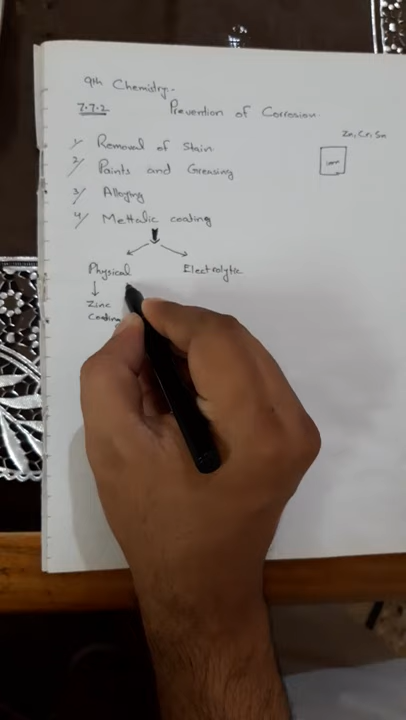 9th Chemistry.
7.7.2 Prevention of Corrosion.
Zn, Cr, Sn
1/ Removal of Stain
2/ Paints and Greasing
3/ Alloying
4/ Mettalic coating
Physical Electrolytic
Zinc
Coating